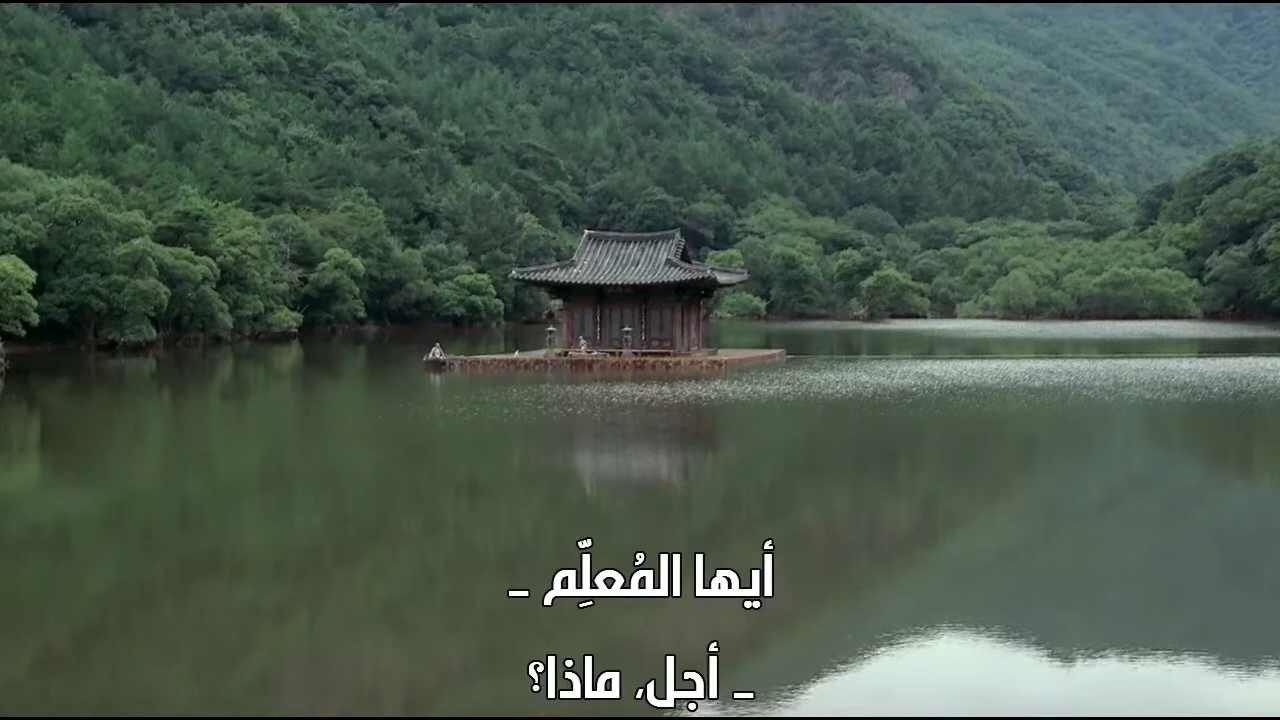 أيها المُعلِّم -
- أجل، ماذا؟